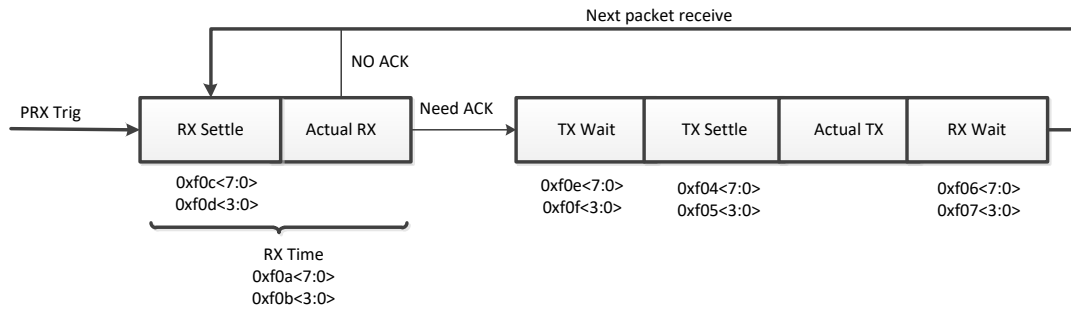 Next packet receive
NO ACK
PRX Trig
Need ACK
RX Settle
Actual RX
TX Wait
TX Settle
Actual TX
RX Wait
0xf0c<7:0>
0xf0d<3:0>
0xf0e<7:0>
0xf0f<3:0>
0xf04<7:0>
0xf05<3:0>
0xf06<7:0>
0xf07<3:0>
RX Time
0xf0a<7:0>
0xf0b<3:0>